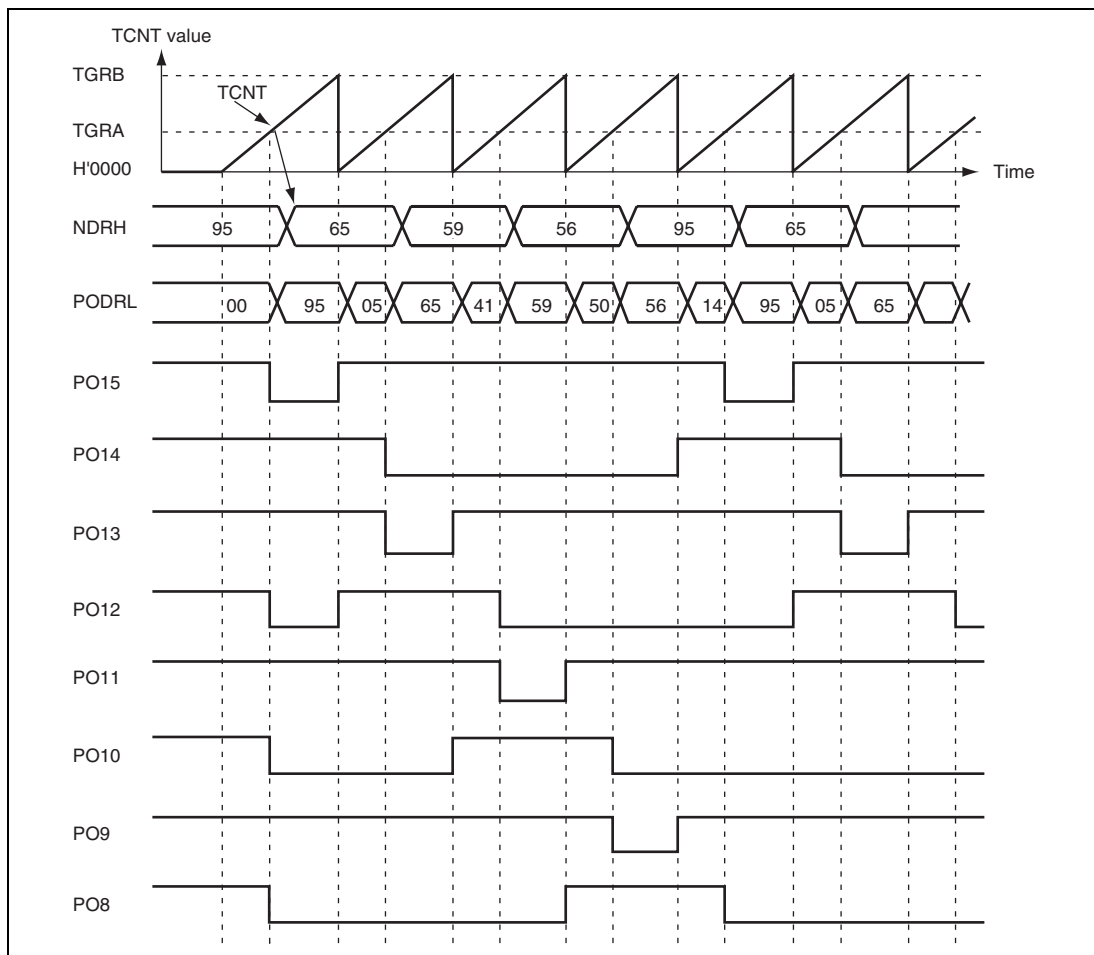 TCNT value
TGRB
TCNT
TGRA
H'0000
Time
NDRH 95 65 59 56 95 65
PODRL 00 95 05 65 41 59 50 56 14 95 05 65
PO15
PO14
PO13
PO12
PO11
PO10
PO9
PO8